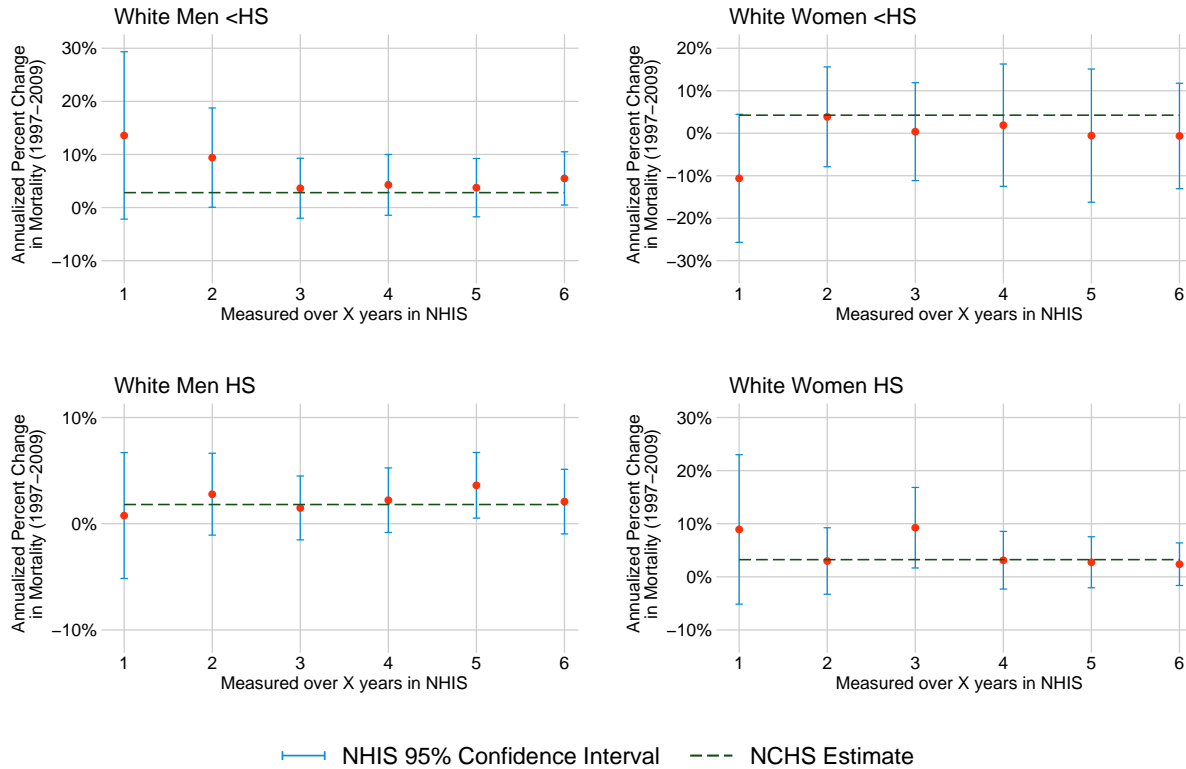 White Men <HS
Annualized Percent Change
in Mortality (1997−2009)
30%
20%
10%
0%
−10%
1 2 3 4 5 6
Measured over X years in NHIS
White Women <HS
Annualized Percent Change
in Mortality (1997−2009)
20%
10%
0%
−10%
−20%
−30%
1 2 3 4 5 6
Measured over X years in NHIS
White Men HS
Annualized Percent Change
in Mortality (1997−2009)
10%
0%
−10%
1 2 3 4 5 6
Measured over X years in NHIS
White Women HS
Annualized Percent Change
in Mortality (1997−2009)
30%
20%
10%
0%
−10%
1 2 3 4 5 6
Measured over X years in NHIS
NHIS 95% Confidence Interval NCHS Estimate